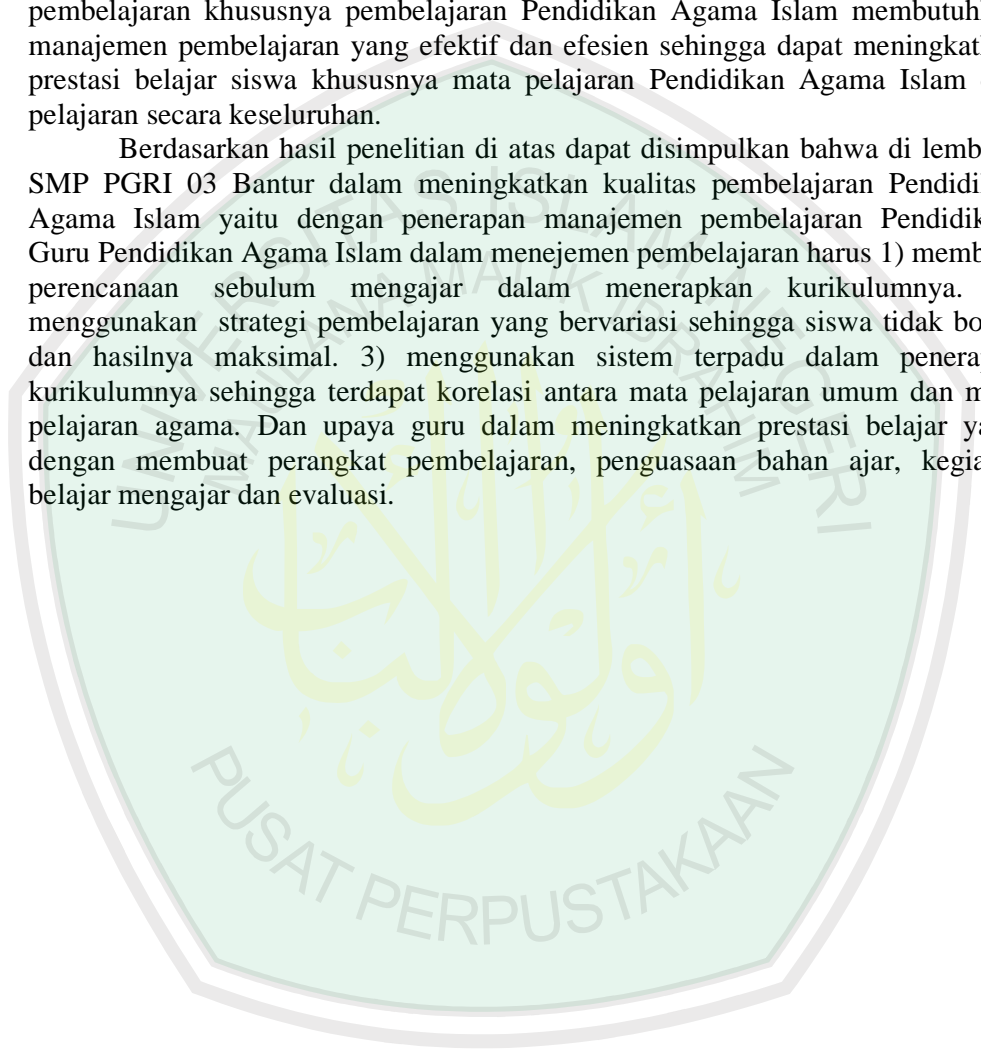 pembelajaran khususnya pembelajaran Pendidikan Agama Islam membutuh
manajemen pembelajaran yang efektif dan efesien sehingga dapat meningkat
prestasi belajar siswa khususnya mata pelajaran Pendidikan Agama Islam
pelajaran secara keseluruhan.
Berdasarkan hasil penelitian di atas dapat disimpulkan bahwa di lemb
SMP PGRI 03 Bantur dalam meningkatkan kualitas pembelajaran Pendidi
Agama Islam yaitu dengan penerapan manajemen pembelajaran Pendidik
Guru Pendidikan Agama Islam dalam menejemen pembelajaran harus 1) memb
perencanaan sebulum mengajar dalam menerapkan kurikulumnya.
menggunakan strategi pembelajaran yang bervariasi sehingga siswa tidak bo
dan hasilnya maksimal. 3) menggunakan sistem terpadu dalam penera
kurikulumnya sehingga terdapat korelasi antara mata pelajaran umum dan m
pelajaran agama. Dan upaya guru dalam meningkatkan prestasi belajar ya
dengan membuat perangkat pembelajaran, penguasaan bahan ajar, kegia
belajar mengajar dan evaluasi.
UNIVERSITAS ISLAM NEGERI
MAULANA MALIK IBRAHIM
PUSAT PERPUSTAKAAN